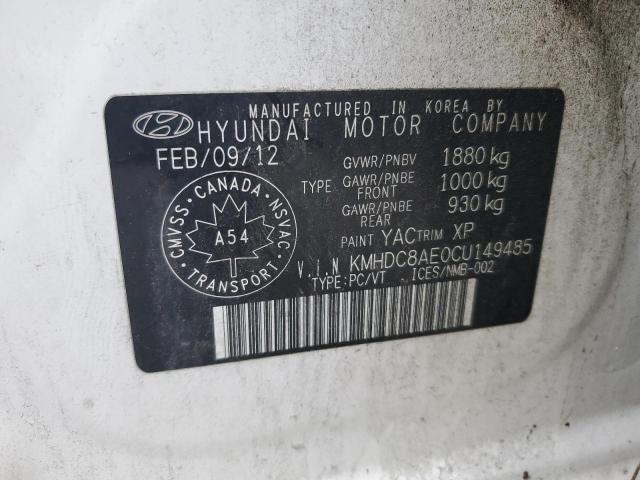 MANUFACTURED IN KOREA BY
HYUNDAI MOTOR COMPANY
FEB/09/12
GVWR/PNBV 1880 kg
TYPE GAWR/PNBE FRONT 1000 kg
GAWR/PNBE REAR 930 kg
PAINT YAC TRIM XP
CANADA
CMVSS NSVAC
A54
TRANSPORT
V.I.N KMHDC8AE0CU149485
TYPE:PC/VT ICES/NMB-002